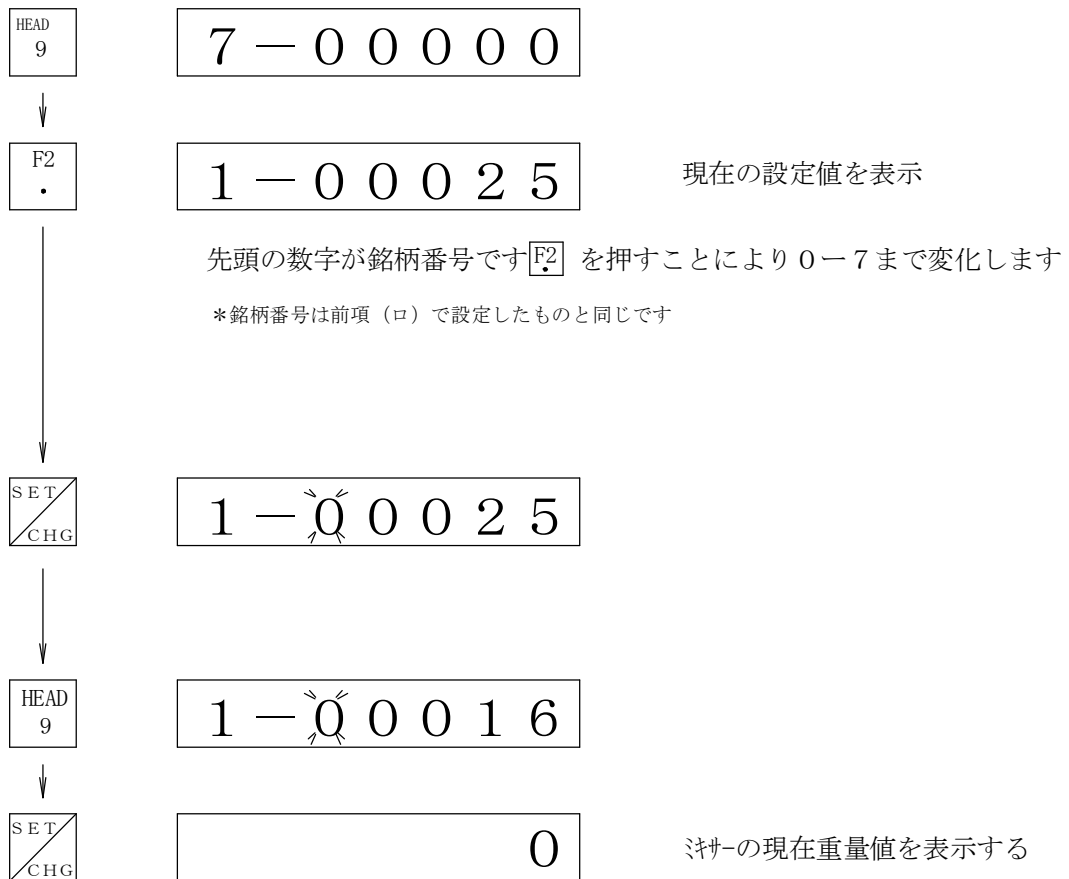 HEAD
9
7－00000
F2
・
1－00025
現在の設定値を表示
先頭の数字が銘柄番号ですF2・ を押すことにより０ー７まで変化します
＊銘柄番号は前項（ロ）で設定したものと同じです
SET/CHG
1－00025
HEAD
9
1－00016
SET/CHG
0
ﾐｷｻｰの現在重量値を表示する